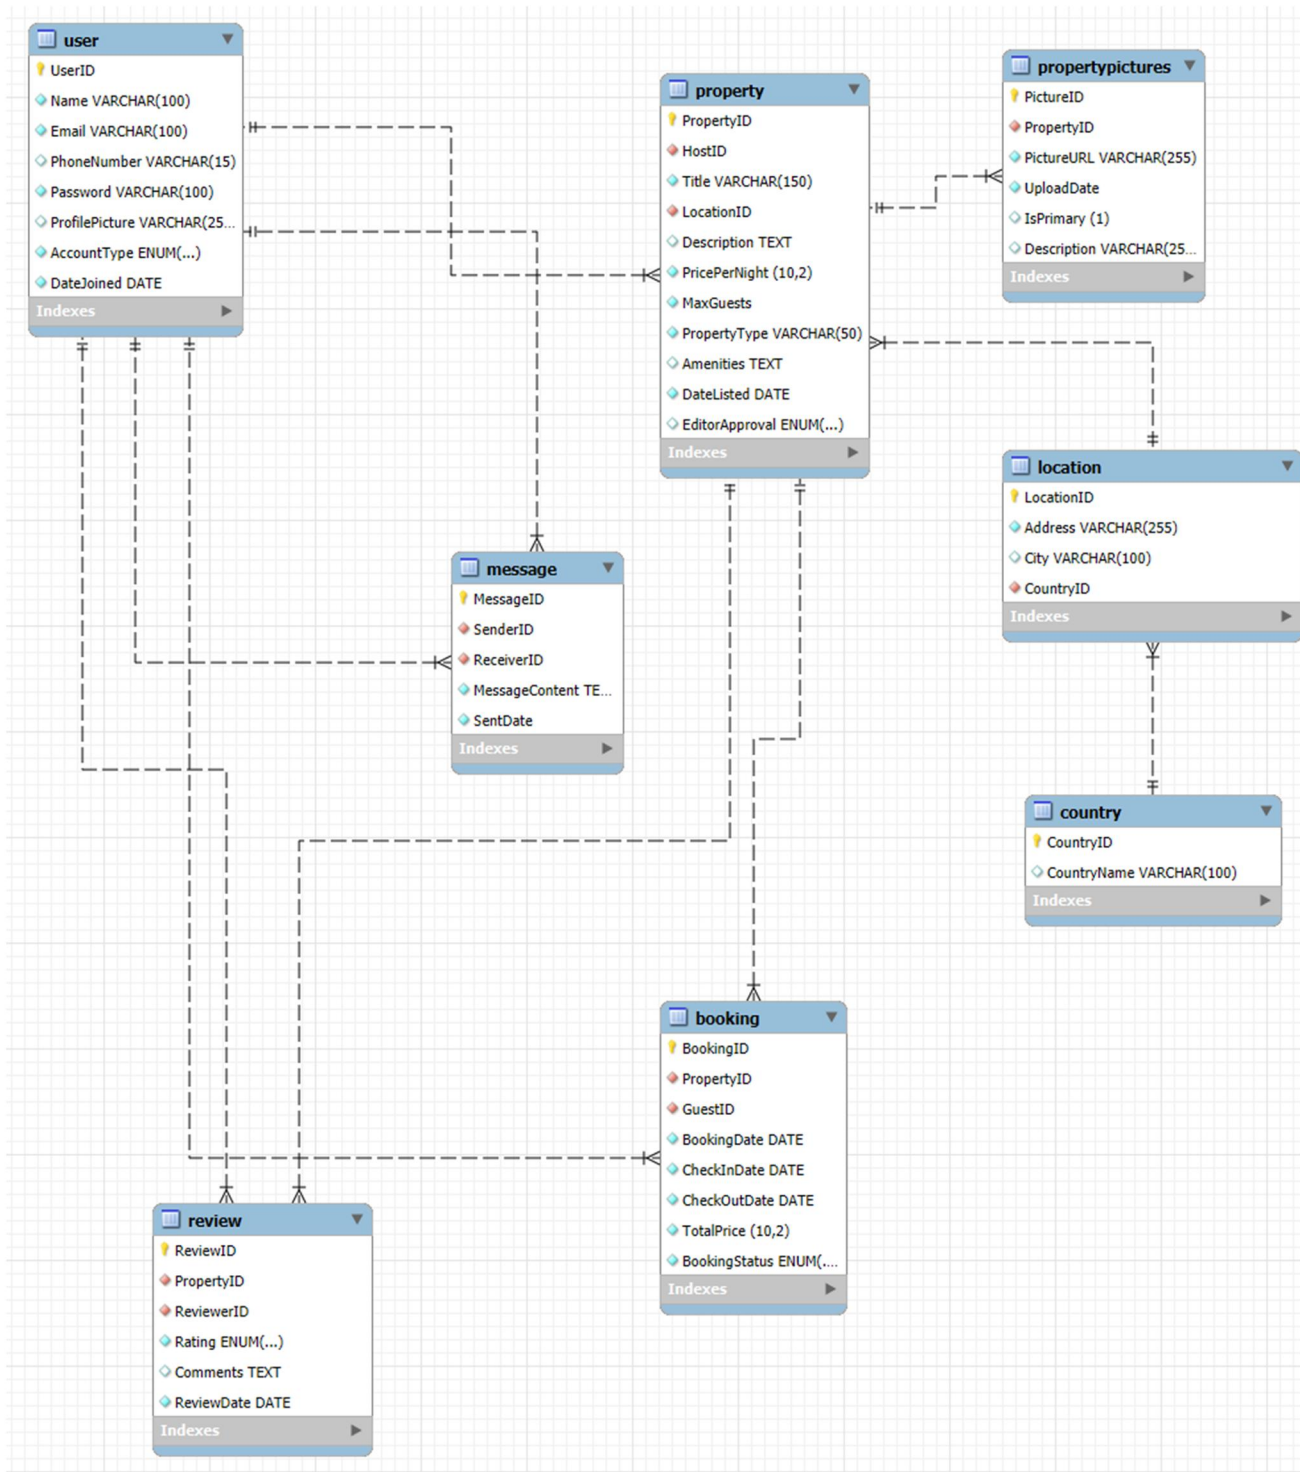 user
UserID
Name VARCHAR(100)
Email VARCHAR(100)
PhoneNumber VARCHAR(15)
Password VARCHAR(100)
ProfilePicture VARCHAR(25...
AccountType ENUM(...)
DateJoined DATE
Indexes
property
PropertyID
HostID
Title VARCHAR(150)
LocationID
Description TEXT
PricePerNight (10,2)
MaxGuests
PropertyType VARCHAR(50)
Amenities TEXT
DateListed DATE
EditorApproval ENUM(...)
Indexes
propertypictures
PictureID
PropertyID
PictureURL VARCHAR(255)
UploadDate
IsPrimary (1)
Description VARCHAR(25...
Indexes
location
LocationID
Address VARCHAR(255)
City VARCHAR(100)
CountryID
Indexes
message
MessageID
SenderID
ReceiverID
MessageContent TE...
SentDate
Indexes
country
CountryID
CountryName VARCHAR(100)
Indexes
booking
BookingID
PropertyID
GuestID
BookingDate DATE
CheckInDate DATE
CheckOutDate DATE
TotalPrice (10,2)
BookingStatus ENUM(....
Indexes
review
ReviewID
PropertyID
ReviewerID
Rating ENUM(...)
Comments TEXT
ReviewDate DATE
Indexes